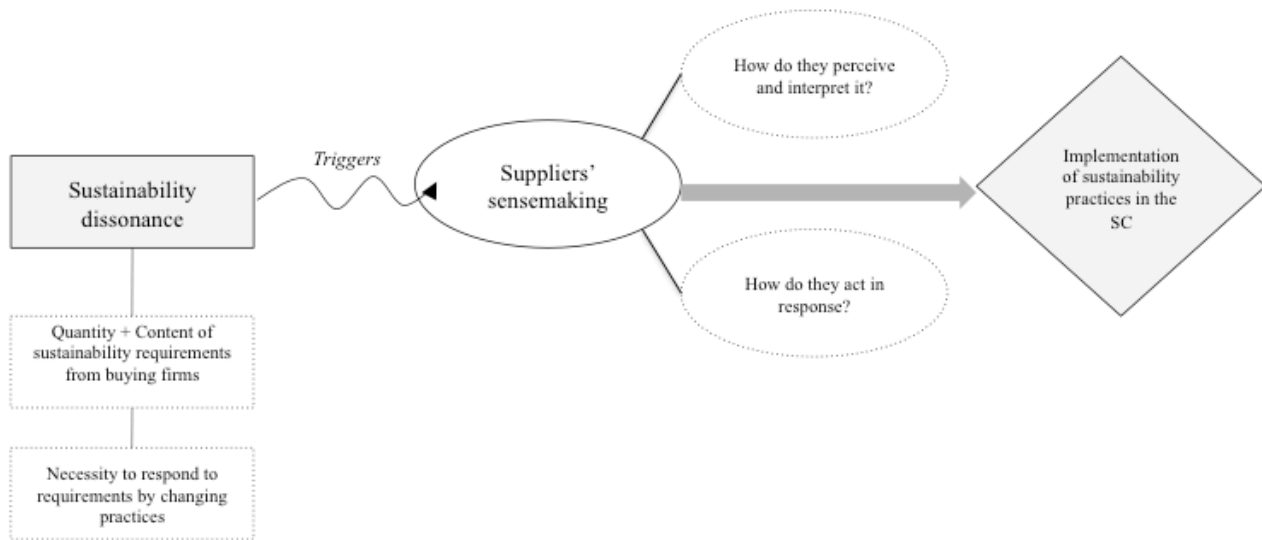 Sustainability
dissonance
Quantity + Content of
sustainability requirements
from buying firms
Necessity to respond to
requirements by changing
practices
Triggers
Suppliers’
sensemaking
How do they perceive
and interpret it?
How do they act in
response?
Implementation
of sustainability
practices in the
SC